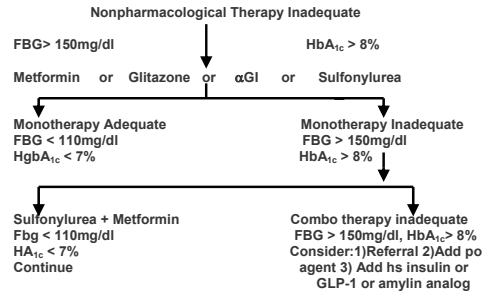 Nonpharmacological Therapy Inadequate
FBG> 150mg/dl HbA1c > 8%
Metformin or Glitazone or αGI or Sulfonylurea
Monotherapy Adequate
FBG < 110mg/dl
HgbA1c < 7%
Monotherapy Inadequate
FBG > 150mg/dl
HbA1c > 8%
Sulfonylurea + Metformin
Fbg < 110mg/dl
HA1c < 7%
Continue
Combo therapy inadequate
FBG > 150mg/dl, HbA1c> 8%
Consider:1)Referral 2)Add po
agent 3) Add hs insulin or
GLP-1 or amylin analog